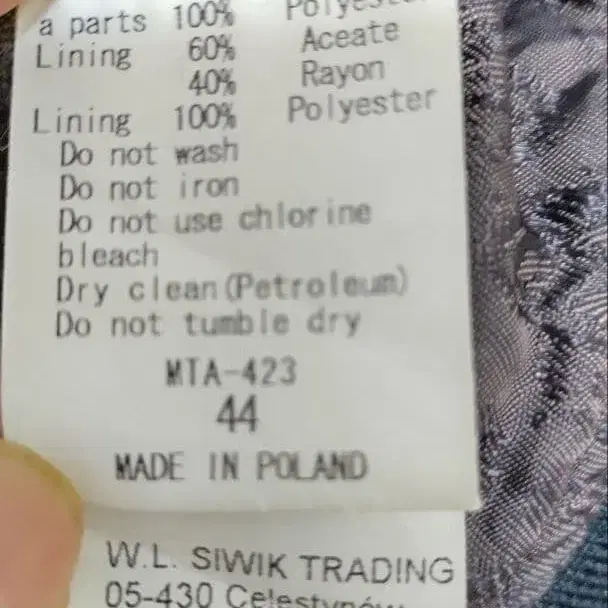 a parts 100% Polyester
Lining 60% Aceate
40% Rayon
Lining 100% Polyester
Do not wash
Do not iron
Do not use chlorine
bleach
Dry clean(Petroleum)
Do not tumble dry
MTA-423
44
MADE IN POLAND
W.L. SIWIK TRADING
05-430 Celestynów